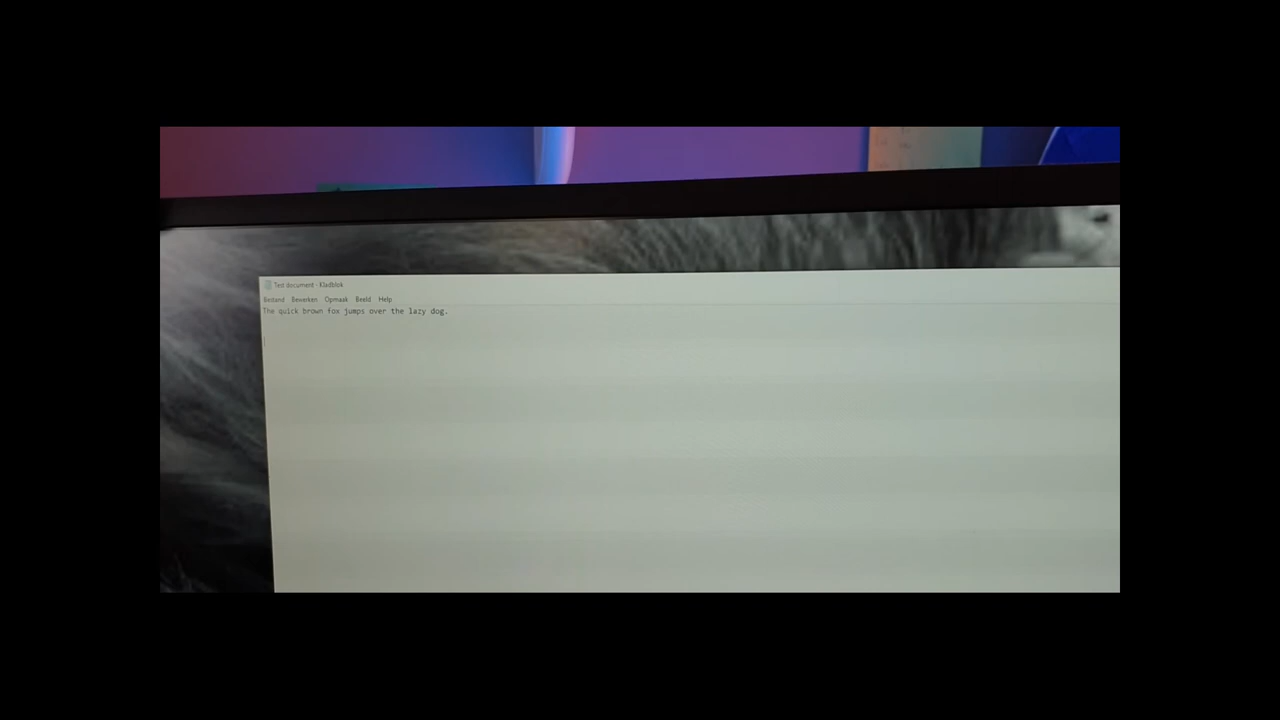 Test document - Kladblok
Bestand Bewerken Opmaak Beeld Help
The quick brown fox jumps over the lazy dog.